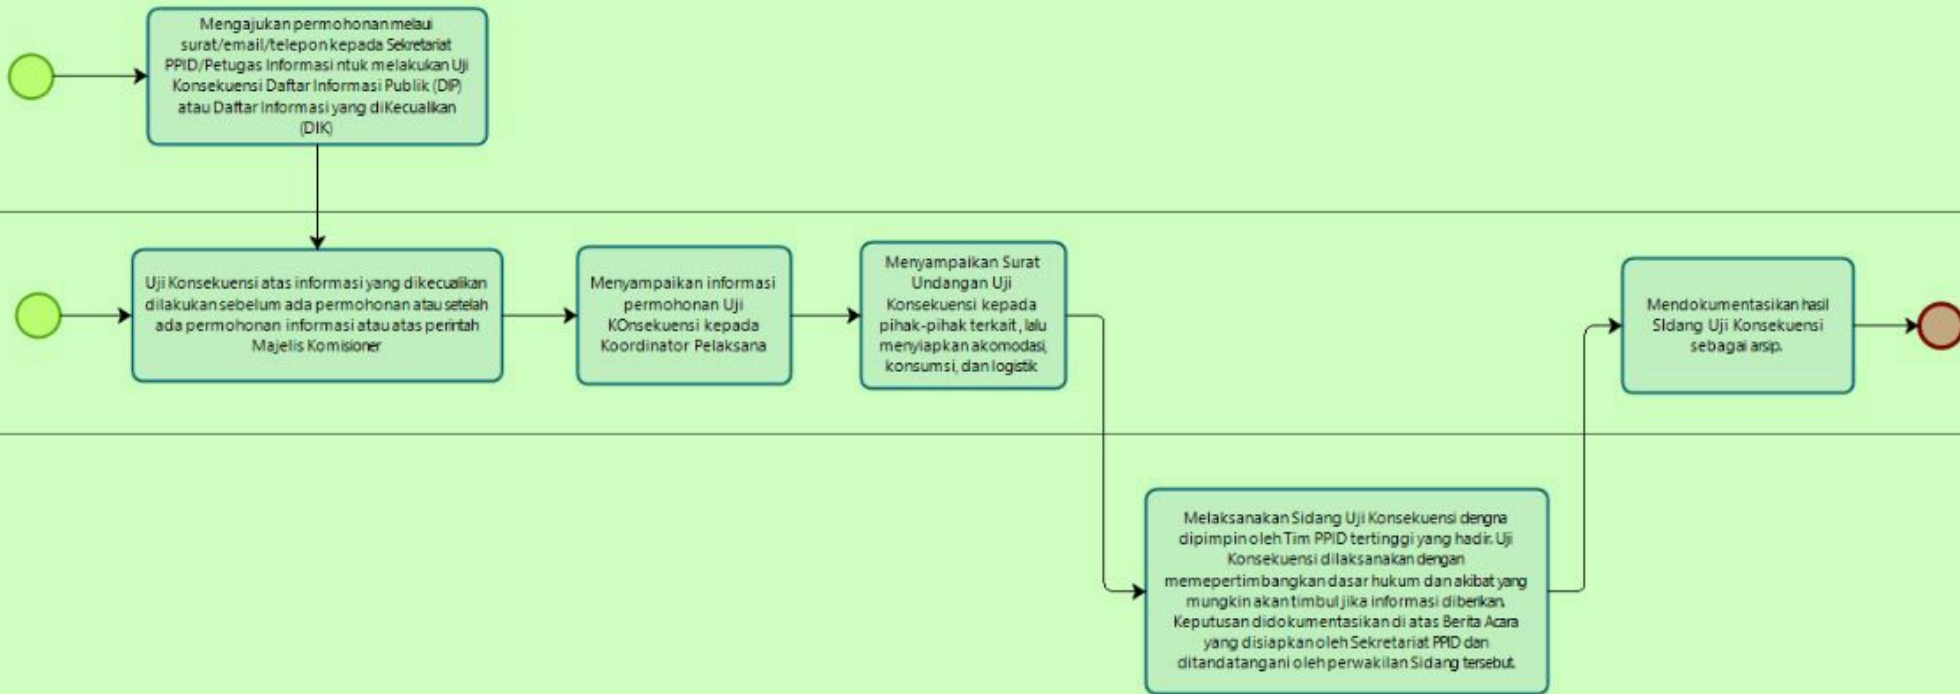 Mengajukan permohonan melaui
surat/email/telepon kepada Sekretariat
PPID/Petugas Informasi ntuk melakukan Uji
Konsekuensi Daftar Informasi Publik (DIP)
atau Daftar Informasi yang diKecualikan
(DIK)
Uji Konsekuensi atas informasi yang dikecualikan
dilakukan sebelum ada permohonan atau setelah
ada permohonan informasi atau atas perintah
Majelis Komisioner
Menyampaikan informasi
permohonan Uji
KOnsekuensi kepada
Koordinator Pelaksana
Menyampaikan Surat
Undangan Uji
Konsekuensi kepada
pihak-pihak terkait, lalu
menyiapkan akomodasi,
konsumsi, dan logistik
Melaksanakan Sidang Uji Konsekuensi dengna
dipimpin oleh Tim PPID tertinggi yang hadir. Uji
Konsekuensi dilaksanakan dengan
memepertimbangkan dasar hukum dan akibat yang
mungkin akan timbul jika informasi diberikan.
Keputusan didokumentasikan di atas Berita Acara
yang disiapkan oleh Sekretariat PPID dan
ditandatangani oleh perwakilan Sidang tersebut.
Mendokumentasikan hasil
SIdang Uji Konsekuensi
sebagai arsip.